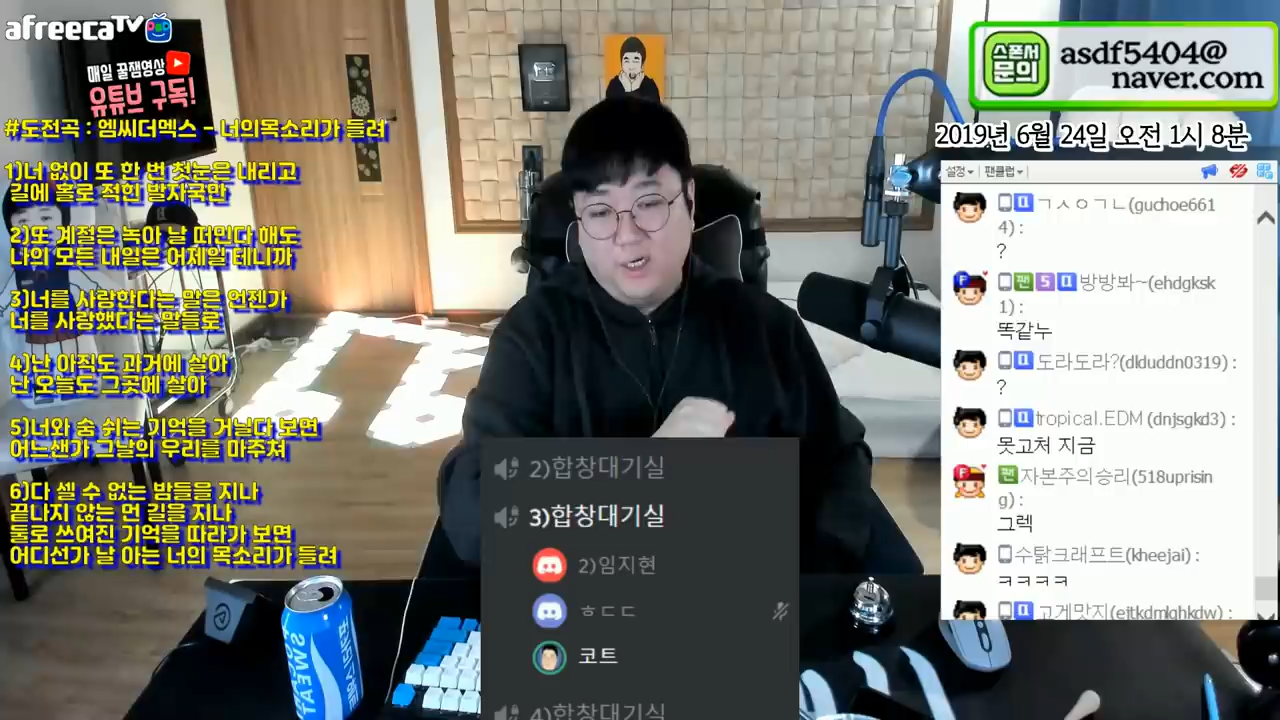 afreecaTV
매일 꿀잼영상
유튜브 구독!
#도전곡 : 엠씨더맥스 - 너의목소리가 들려
1)너 없이 또 한 번 첫눈은 내리고
길에 홀로 적힌 발자국만
2)또 계절은 녹아 날 떠민다 해도
나의 모든 내일은 어제일 테니까
3)너를 사랑한다는 말은 언젠가
너를 사랑했다는 말들로
4)난 아직도 과거에 살아
난 오늘도 그곳에 살아
5)너와 숨 쉬는 기억을 거닐다 보면
어느샌가 그날의 우리를 마주쳐
6)다 셀 수 없는 밤들을 지나
끝나지 않는 먼 길을 지나
둘로 쓰여진 기억을 따라가 보면
어디선가 날 아는 너의 목소리가 들려
스폰서
문의
asdf5404@
naver.com
2019년 6월 24일 오전 1시 8분
설정 팬클럽
ㄱㅅㅇㄱㄴ(guchoe661
4) :
?
팬 S 방방봐~(ehdgksk
1) :
똑같누
도라도라?(dlduddn0319) :
?
tropical.EDM (dnjsgkd3) :
못고쳐 지금
팬 자본주의승리(518uprisin
g) :
그렉
수탉크래프트(kheejai) :
ㅋㅋㅋㅋ
고게맛지(ejtkdmlghkdw) :
2)합창대기실
3)합창대기실
2)임지현
ㅎㄷㄷ
코트
4)합창대기실
SWEAT